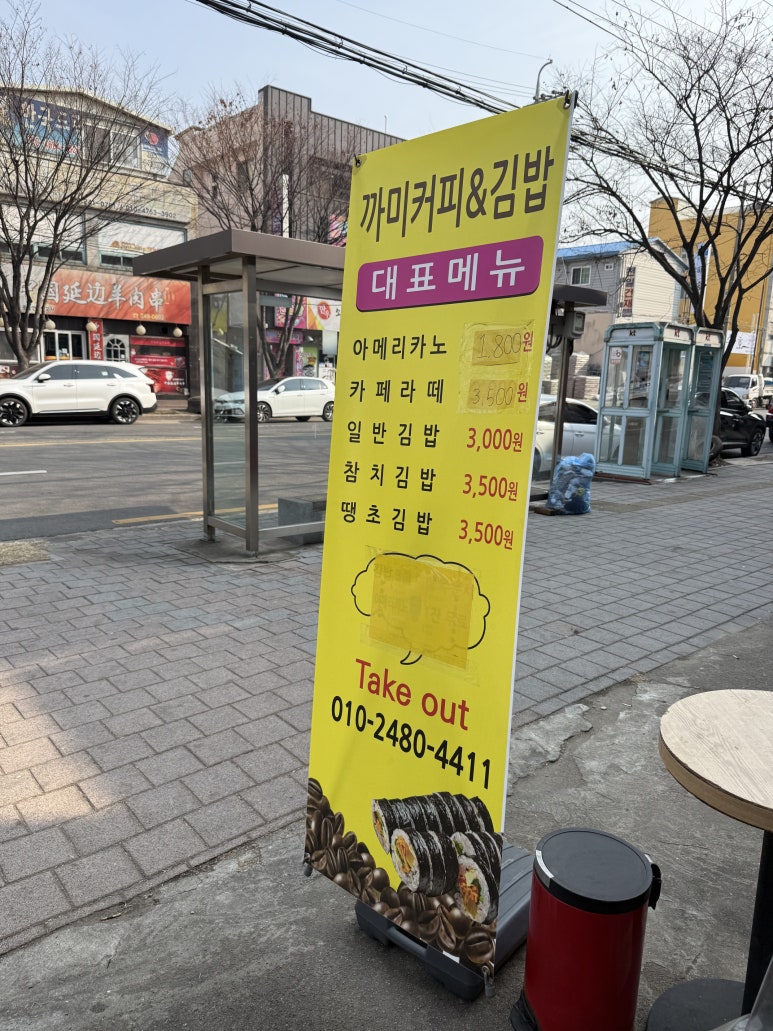 까미커피&김밥
대표메뉴
아메리카노 1,800원
카페라떼 3,500원
일반김밥 3,000원
참치김밥 3,500원
땡초김밥 3,500원
Take out
010-2480-4411
国延边羊肉串